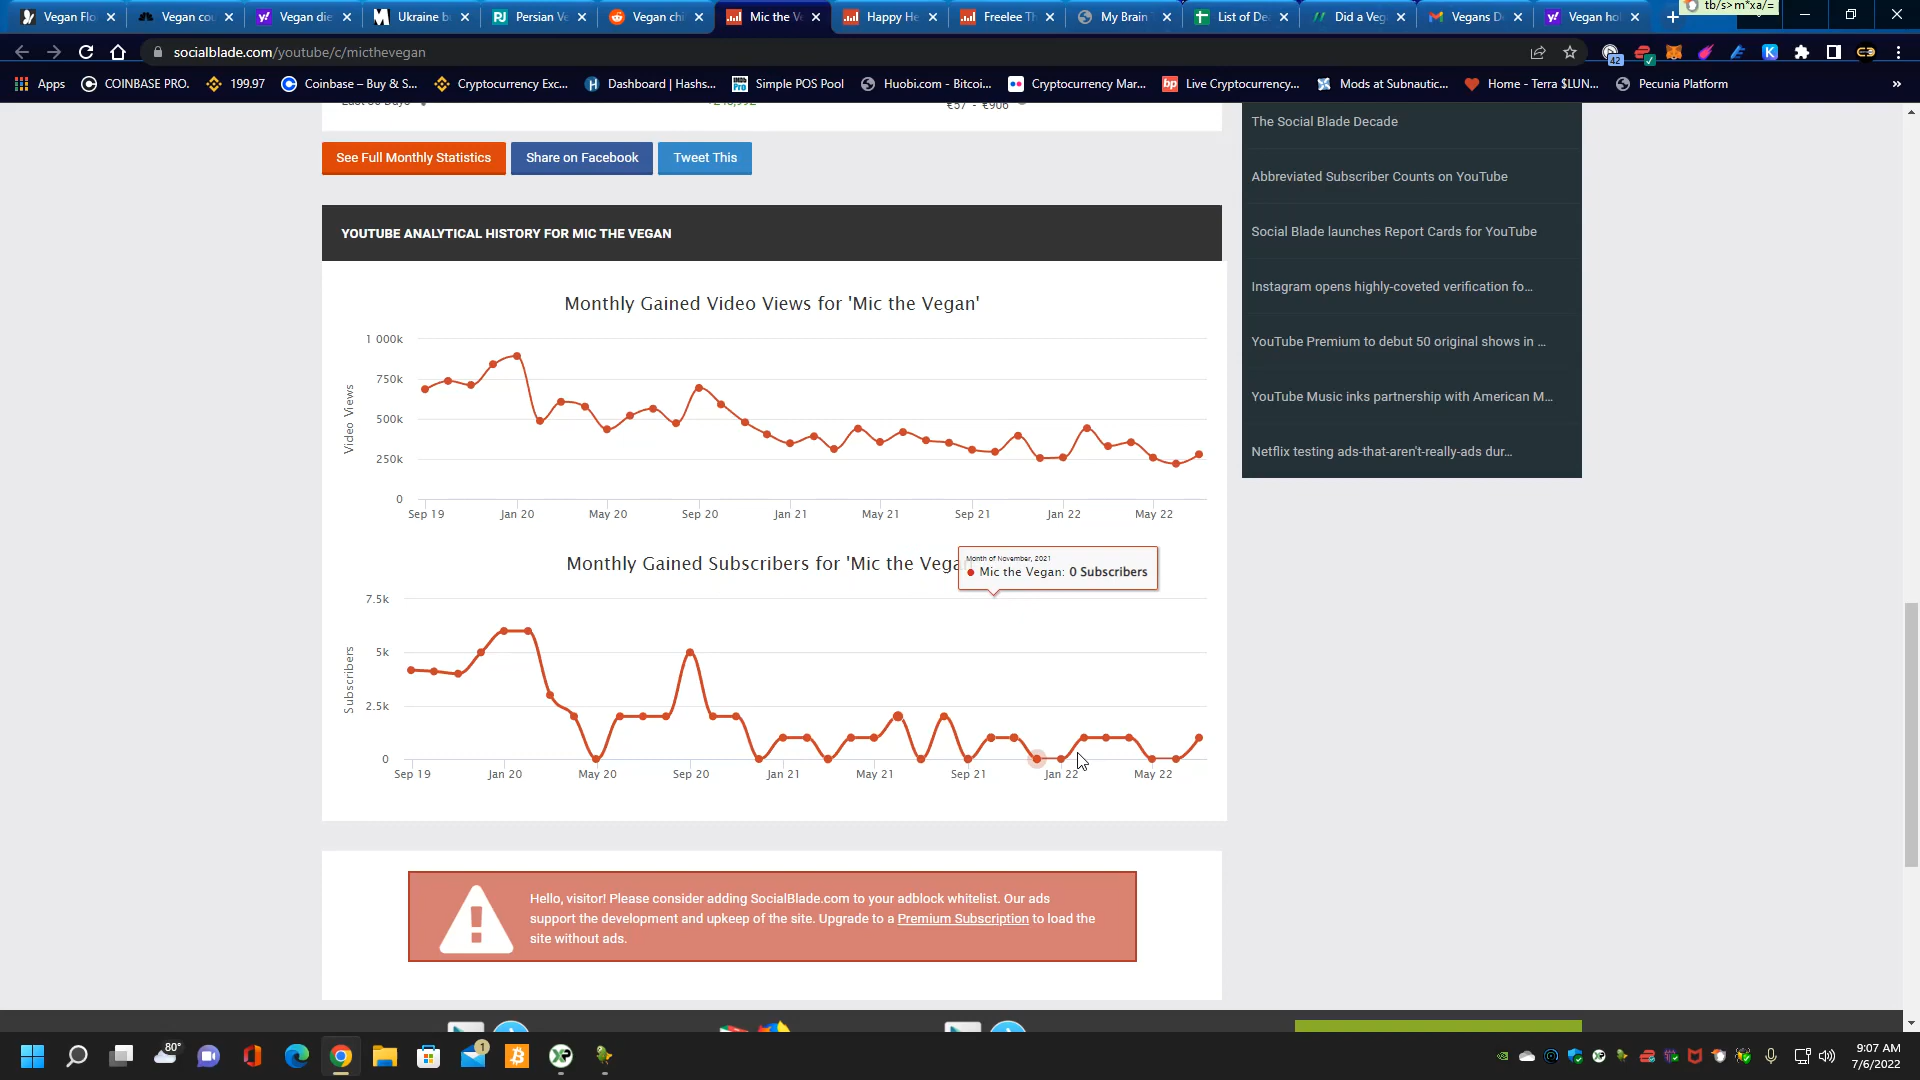 Vegan Flo
Vegan cou
Vegan die
Ukraine b
Persian Ve
Vegan chi
Mic the V
Happy He
Freelee Th
My Brain
List of De
Did a Veg
Vegans D
Vegan ho
tb/s>m*xa/=
socialblade.com/youtube/c/micthevegan
42
Apps
COINBASE PRO.
199.97
Coinbase – Buy & S...
Cryptocurrency Exc...
Dashboard | Hashs...
Simple POS Pool
Huobi.com - Bitcoi...
Cryptocurrency Mar...
Live Cryptocurrency...
Mods at Subnautic...
Home - Terra $LUN...
Pecunia Platform
»
€57 - €906
See Full Monthly Statistics
Share on Facebook
Tweet This
The Social Blade Decade
Abbreviated Subscriber Counts on YouTube
Social Blade launches Report Cards for YouTube
Instagram opens highly-coveted verification fo...
YouTube Premium to debut 50 original shows in ...
YouTube Music inks partnership with American M...
Netflix testing ads-that-aren't-really-ads dur...
YOUTUBE ANALYTICAL HISTORY FOR MIC THE VEGAN
Monthly Gained Video Views for 'Mic the Vegan'
Video Views
1 000k
750k
500k
250k
0
Sep 19
Jan 20
May 20
Sep 20
Jan 21
May 21
Sep 21
Jan 22
May 22
Monthly Gained Subscribers for 'Mic the Vegan
Month of November, 2021
Mic the Vegan: 0 Subscribers
Subscribers
7.5k
5k
2.5k
0
Sep 19
Jan 20
May 20
Sep 20
Jan 21
May 21
Sep 21
Jan 22
May 22
Hello, visitor! Please consider adding SocialBlade.com to your adblock whitelist. Our ads
support the development and upkeep of the site. Upgrade to a Premium Subscription to load the
site without ads.
80°
1
9:07 AM
7/6/2022